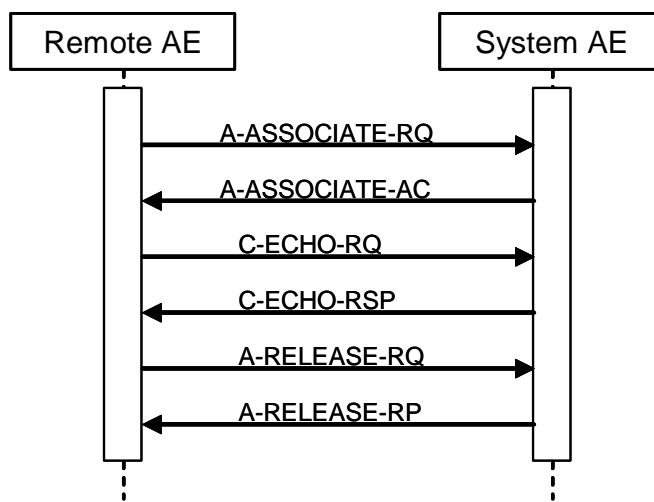 Remote AE
System AE
A-ASSOCIATE-RQ
A-ASSOCIATE-AC
C-ECHO-RQ
C-ECHO-RSP
A-RELEASE-RQ
A-RELEASE-RP